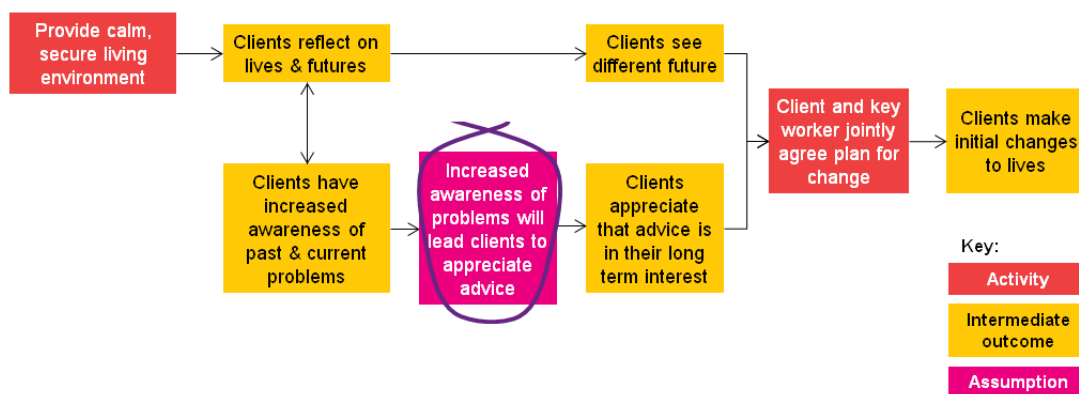 Provide calm,
secure living
environment
Clients reflect on
lives & futures
Clients see
different future
Client and key
worker jointly
agree plan for
change
Clients make
initial changes
to lives
Clients have
increased
awareness of
past & current
problems
Increased
awareness of
problems will
lead clients to
appreciate
advice
Clients
appreciate
that advice is
in their long
term interest
Key:
Activity
Intermediate
outcome
Assumption